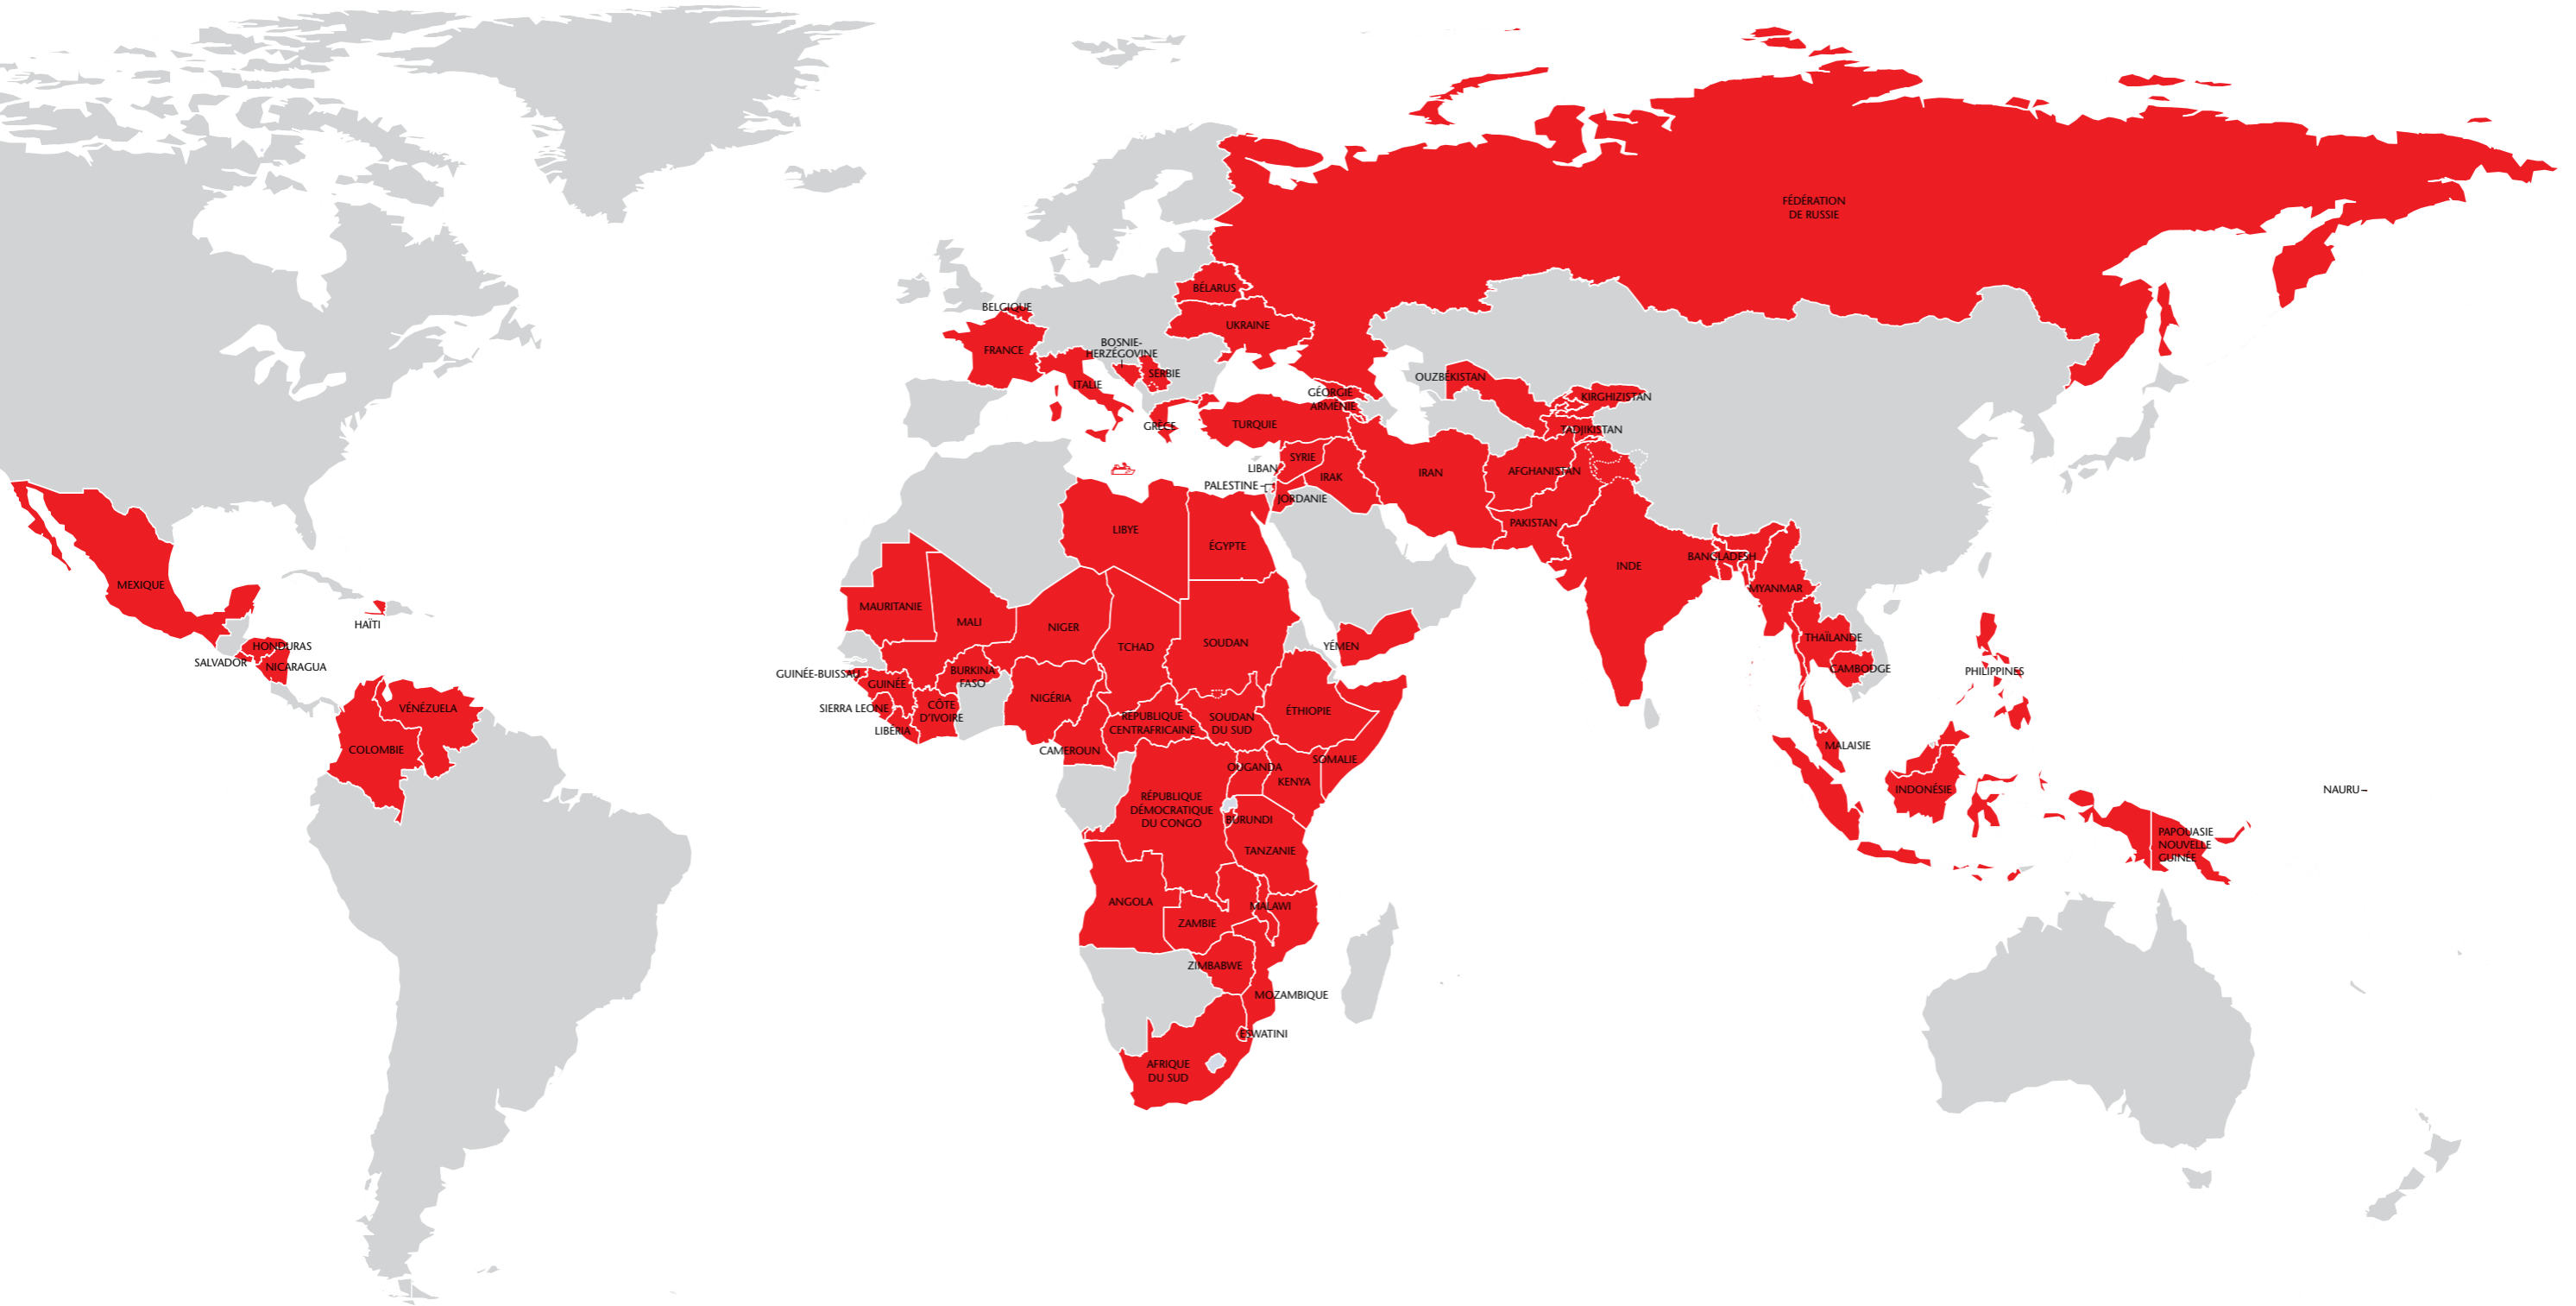 FÉDÉRATION
DE RUSSIE
BÉLARUS
BELGIQUE
UKRAINE
FRANCE
BOSNIE-
HERZÉGOVINE
SERBIE
ITALIE
OUZBÉKISTAN
GÉORGIE
KIRGHIZISTAN
ARMÉNIE
GRÈCE
TURQUIE
TADJIKISTAN
SYRIE
LIBAN
IRAK
IRAN
AFGHANISTAN
PALESTINE
JORDANIE
PAKISTAN
LIBYE
ÉGYPTE
BANGLADESH
INDE
MYANMAR
MEXIQUE
HAÏTI
HONDURAS
SALVADOR
NICARAGUA
MAURITANIE
MALI
NIGER
TCHAD
SOUDAN
YÉMEN
THAÏLANDE
CAMBODGE
PHILIPPINES
GUINÉE-BUISSAU
GUINÉE
BURKINA
FASO
NIGÉRIA
SIERRA LEONE
CÔTE
D'IVOIRE
LIBÉRIA
RÉPUBLIQUE
CENTRAFRICAINE
SOUDAN
DU SUD
ÉTHIOPIE
CAMEROUN
SOMALIE
OUGANDA
KENYA
VÉNÉZUELA
COLOMBIE
MALAISIE
INDONÉSIE
NAURU
RÉPUBLIQUE
DÉMOCRATIQUE
DU CONGO
BURUNDI
TANZANIE
PAPOUASIE
NOUVELLE
GUINÉE
ANGOLA
MALAWI
ZAMBIE
ZIMBABWE
MOZAMBIQUE
ESWATINI
AFRIQUE
DU SUD